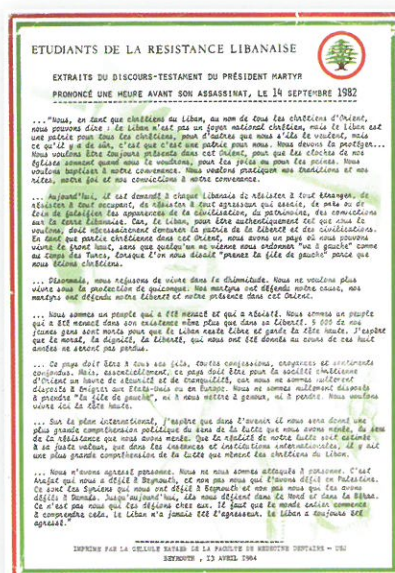 ETUDIANTS DE LA RESISTANCE LIBANAISE
EXTRAITS DU DISCOURS-TESTAMENT DU PRÉSIDENT MARTYR
PRONONCÉ UNE HEURE AVANT SON ASSASSINAT, LE 14 SEPTEMBRE 1982
..."Nous, en tant que chrétiens au Liban, au nom de tous les chrétiens d'Orient,
nous pouvons dire : le Liban n'est pas un foyer national chrétien, mais le Liban est
une patrie pour tous les chrétiens, pour d'autres que nous s'ils le veulent, mais
ce qu'il y a de sûr, c'est que c'est une patrie pour nous. Nous devons la protéger...
Nous voulons être toujours présents dans cet Orient, pour que les cloches de nos
églises sonnent quand nous le voudrons, pour les joies ou pour les peines. Nous
voulons baptiser à notre convenance. Nous voulons pratiquer nos traditions et nos
rites, notre foi et nos convictions à notre convenance.
... Aujourd'hui, il est demandé à chaque Libanais de résister à tout étranger, de
résister à tout occupant, de résister à tout agresseur qui essaie, de près ou de
loin de falsifier les apparences de la civilisation, du patrimoine, des convictions
sur la terre libanaise. Car, le Liban, pour être authentiquement tel que nous le
voulons, doit nécessairement demeurer la patrie de la liberté et des civilisations.
En tant que partie chrétienne dans cet Orient, nous avons un pays où nous pouvons
vivre le front haut, sans que quelqu'un ne vienne nous ordonner "va à gauche" comme
au temps des Turcs, lorsque l'on nous disait "prenez la file de gauche" parce que
nous étions chrétiens.
... Désormais, nous refusons de vivre dans le dhimmitude. Nous ne voulons plus
vivre sous la protection de quiconque. Nos martyrs ont défendu notre cause, nos
martyrs ont défendu notre liberté et notre présence dans cet Orient.
... Nous sommes un peuple qui a été menacé et qui a résisté. Nous sommes un peuple
qui a été menacé dans son existence même plus que dans sa liberté. 5 000 de nos
jeunes gens sont morts pour que le Liban reste libre et garde la tête haute. J'espère
que le moral, la dignité, la liberté, qui nous ont été donnés au cours de ces huit
années ne seront pas perdus.
... Ce pays doit être à tous ses fils, toutes confessions, croyances et sentiments
conjoints. Mais, essentiellement, ce pays doit être pour la société chrétienne
d'Orient un havre de sécurité et de tranquillité, car nous ne sommes nullement
disposés à émigrer aux Etats-Unis ou en Europe. Nous ne sommes nullement disposés
à prendre "la file de gauche", ni à nous mettre à genoux, ni à perdre. Nous voulons
vivre ici la tête haute.
... Sur le plan international, j'espère que dans l'avenir il nous sera donné une
plus grande compréhension politique du sens de la lutte que nous avons menée, du sens
de la résistance que nous avons menée. Que la réalité de notre lutte soit estimée
à sa juste valeur, que dans les instances et institutions internationales, il y ait
une plus grande compréhension de la lutte que mènent les chrétiens du Liban.
... Nous n'avons agressé personne. Nous ne nous sommes attaqués à personne. C'est
Arafat qui nous a défié à Beyrouth, et non pas nous qui l'avons défié en Palestine.
Ce sont les Syriens qui nous ont défié à Beyrouth et non pas nous qui les avons
défiés à Damas. Jusqu'aujourd'hui, ils nous défient dans le Nord et dans la Békaa.
Ce n'est pas nous qui les défions chez eux. Il faut que le monde entier commence
à comprendre cela. Le Liban n'a jamais été l'agresseur. Le Liban a toujours été
agressé."
IMPRIME PAR LA CELLULE KATAEB DE LA FACULTE DE MEDECINE DENTAIRE - USJ
BEYROUTH, 13 AVRIL 1984